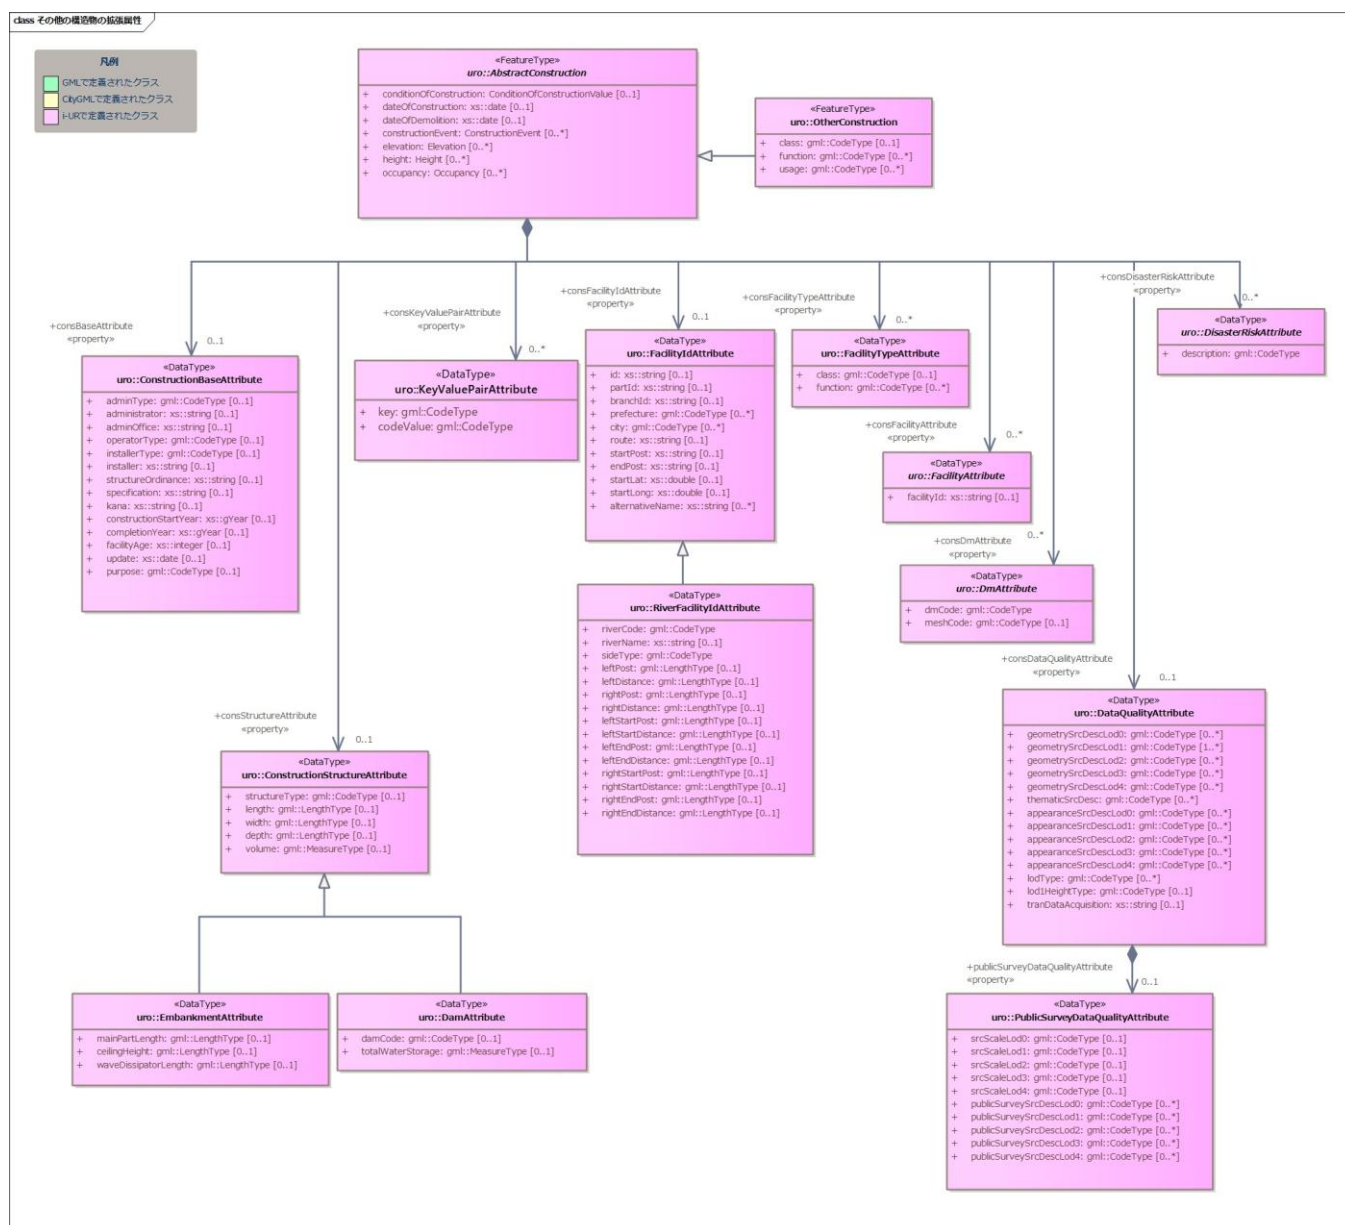 class その他の構造物の拡張属性
凡例
GMLで定義されたクラス
CityGMLで定義されたクラス
i-URで定義されたクラス
«FeatureType»
uro::AbstractConstruction
+ conditionOfConstruction: ConditionOfConstructionValue [0..1]
+ dateOfConstruction: xs::date [0..1]
+ dateOfDemolition: xs::date [0..1]
+ constructionEvent: ConstructionEvent [0..*]
+ elevation: Elevation [0..*]
+ height: Height [0..*]
+ occupancy: Occupancy [0..*]
«FeatureType»
uro::OtherConstruction
+ class: gml::CodeType [0..1]
+ function: gml::CodeType [0..*]
+ usage: gml::CodeType [0..*]
+consBaseAttribute
«property»
0..1
«DataType»
uro::ConstructionBaseAttribute
+ adminType: gml::CodeType [0..1]
+ administrator: xs::string [0..1]
+ adminOffice: xs::string [0..1]
+ operatorType: gml::CodeType [0..1]
+ installerType: gml::CodeType [0..1]
+ installer: xs::string [0..1]
+ structureOrdinance: xs::string [0..1]
+ specification: xs::string [0..1]
+ kana: xs::string [0..1]
+ constructionStartYear: xs::gYear [0..1]
+ completionYear: xs::gYear [0..1]
+ facilityAge: xs::integer [0..1]
+ update: xs::date [0..1]
+ purpose: gml::CodeType [0..1]
+consKeyValuePairAttribute
«property»
0..*
«DataType»
uro::KeyValuePairAttribute
+ key: gml::CodeType
+ codeValue: gml::CodeType
+consFacilityIdAttribute
«property»
0..1
«DataType»
uro::FacilityIdAttribute
+ id: xs::string [0..1]
+ partId: xs::string [0..1]
+ branchId: xs::string [0..1]
+ prefecture: gml::CodeType [0..*]
+ city: gml::CodeType [0..*]
+ route: xs::string [0..1]
+ startPost: xs::string [0..1]
+ endPost: xs::string [0..1]
+ startLat: xs::double [0..1]
+ startLong: xs::double [0..1]
+ alternativeName: xs::string [0..*]
+consFacilityTypeAttribute
«property»
0..*
«DataType»
uro::FacilityTypeAttribute
+ class: gml::CodeType [0..1]
+ function: gml::CodeType [0..*]
+consDisasterRiskAttribute
«property»
0..*
«DataType»
uro::DisasterRiskAttribute
+ description: gml::CodeType
+consFacilityAttribute
«property»
0..*
«DataType»
uro::FacilityAttribute
+ facilityId: xs::string [0..1]
+consDmAttribute
«property»
0..*
«DataType»
uro::DmAttribute
+ dmCode: gml::CodeType
+ meshCode: gml::CodeType [0..1]
«DataType»
uro::RiverFacilityIdAttribute
+ riverCode: gml::CodeType
+ riverName: xs::string [0..1]
+ sideType: gml::CodeType
+ leftPost: gml::LengthType [0..1]
+ leftDistance: gml::LengthType [0..1]
+ rightPost: gml::LengthType [0..1]
+ rightDistance: gml::LengthType [0..1]
+ leftStartPost: gml::LengthType [0..1]
+ leftStartDistance: gml::LengthType [0..1]
+ leftEndPost: gml::LengthType [0..1]
+ leftEndDistance: gml::LengthType [0..1]
+ rightStartPost: gml::LengthType [0..1]
+ rightStartDistance: gml::LengthType [0..1]
+ rightEndPost: gml::LengthType [0..1]
+ rightEndDistance: gml::LengthType [0..1]
+consDataQualityAttribute
«property»
0..1
«DataType»
uro::DataQualityAttribute
+ geometrySrcDescLod0: gml::CodeType [0..*]
+ geometrySrcDescLod1: gml::CodeType [1..*]
+ geometrySrcDescLod2: gml::CodeType [0..*]
+ geometrySrcDescLod3: gml::CodeType [0..*]
+ geometrySrcDescLod4: gml::CodeType [0..*]
+ thematicSrcDesc: gml::CodeType [0..*]
+ appearanceSrcDescLod0: gml::CodeType [0..*]
+ appearanceSrcDescLod1: gml::CodeType [0..*]
+ appearanceSrcDescLod2: gml::CodeType [0..*]
+ appearanceSrcDescLod3: gml::CodeType [0..*]
+ appearanceSrcDescLod4: gml::CodeType [0..*]
+ lodType: gml::CodeType [0..*]
+ lod1HeightType: gml::CodeType [0..1]
+ tranDataAcquisition: xs::string [0..1]
+consStructureAttribute
«property»
0..1
«DataType»
uro::ConstructionStructureAttribute
+ structureType: gml::CodeType [0..1]
+ length: gml::LengthType [0..1]
+ width: gml::LengthType [0..1]
+ depth: gml::LengthType [0..1]
+ volume: gml::MeasureType [0..1]
«DataType»
uro::EmbankmentAttribute
+ mainPartLength: gml::LengthType [0..1]
+ ceilingHeight: gml::LengthType [0..1]
+ waveDissipatorLength: gml::LengthType [0..1]
«DataType»
uro::DamAttribute
+ damCode: gml::CodeType [0..1]
+ totalWaterStorage: gml::MeasureType [0..1]
+publicSurveyDataQualityAttribute
«property»
0..1
«DataType»
uro::PublicSurveyDataQualityAttribute
+ srcScaleLod0: gml::CodeType [0..1]
+ srcScaleLod1: gml::CodeType [0..1]
+ srcScaleLod2: gml::CodeType [0..1]
+ srcScaleLod3: gml::CodeType [0..1]
+ srcScaleLod4: gml::CodeType [0..1]
+ publicSurveySrcDescLod0: gml::CodeType [0..*]
+ publicSurveySrcDescLod1: gml::CodeType [0..*]
+ publicSurveySrcDescLod2: gml::CodeType [0..*]
+ publicSurveySrcDescLod3: gml::CodeType [0..*]
+ publicSurveySrcDescLod4: gml::CodeType [0..*]